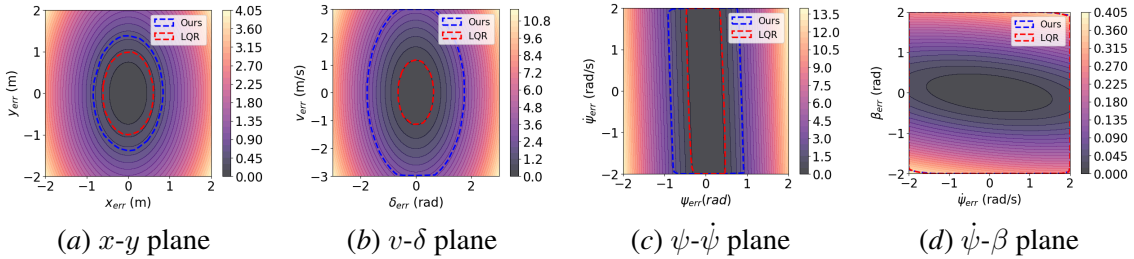 Ours
LQR
y_err (m)
2
1
0
−1
−2
−2 −1 0 1 2
x_err (m)
4.05
3.60
3.15
2.70
2.25
1.80
1.35
0.90
0.45
0.00
(a) x-y plane
Ours
LQR
v_err (m/s)
3
2
1
0
−1
−2
−3
−2 0 2
δ_err (rad)
10.8
9.6
8.4
7.2
6.0
4.8
3.6
2.4
1.2
0.0
(b) v-δ plane
Ours
LQR
ψ̇_err (rad/s)
2
1
0
−1
−2
−2 −1 0 1 2
ψ_err(rad)
13.5
12.0
10.5
9.0
7.5
6.0
4.5
3.0
1.5
0.0
(c) ψ-ψ̇ plane
Ours
LQR
β_err (rad)
2
1
0
−1
−2
−2 −1 0 1 2
ψ̇_err (rad/s)
0.405
0.360
0.315
0.270
0.225
0.180
0.135
0.090
0.045
0.000
(d) ψ̇-β plane